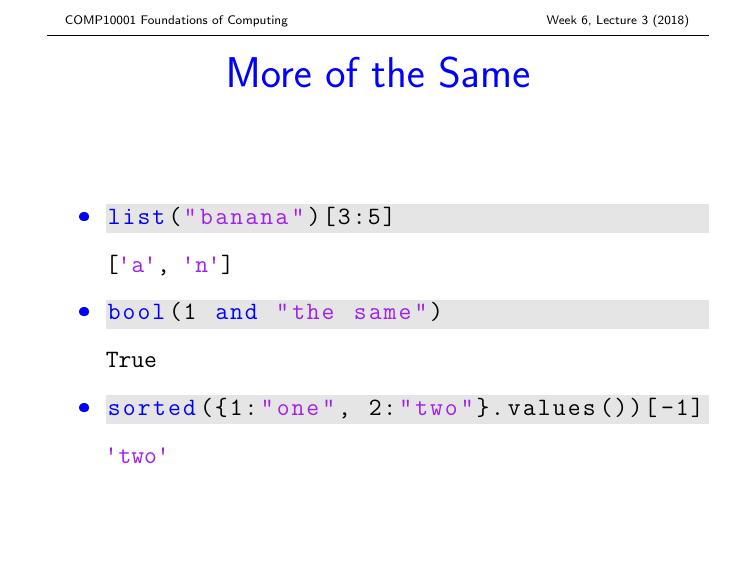 COMP10001 Foundations of Computing Week 6, Lecture 3 (2018)
More of the Same
• list("banana")[3:5]
['a', 'n']
• bool(1 and "the same")
True
• sorted({1:"one", 2:"two"}.values())[-1]
'two'